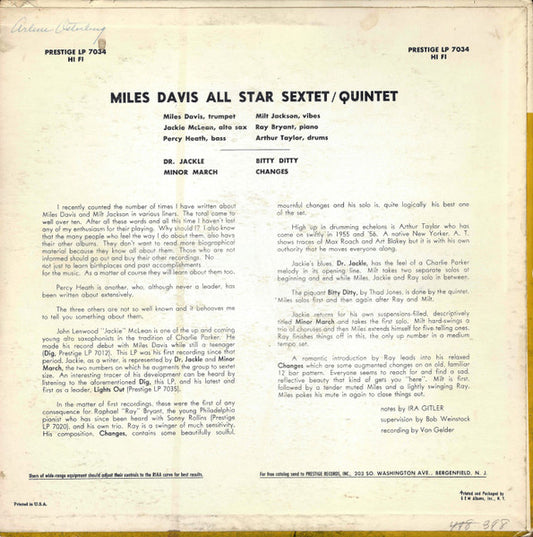 Arlene Osterburg
PRESTIGE LP 7034
HI FI
PRESTIGE LP 7034
HI FI
MILES DAVIS ALL STAR SEXTET/QUINTET
Miles Davis, trumpet
Jackie McLean, alto sax
Percy Heath, bass
Milt Jackson, vibes
Ray Bryant, piano
Arthur Taylor, drums
DR. JACKLE
MINOR MARCH
BITTY DITTY
CHANGES
I recently counted the number of times I have written about
Miles Davis and Milt Jackson in various liners. The total came to
well over ten. After all these words and all this time I haven't lost
any of my enthusiasm for their playing. Why should I? I also know
that the many people who feel the way I do about them, also have
their other albums. They don't want to read more biographical
material because they know all about them. Those who are not
informed should go out and buy their other recordings. No
not just to learn birthplaces and past accomplishments
for the music. As a matter of course they will learn about them too.
Percy Heath is another, who, although never a leader, has
been written about extensively.
The three others are not so well known and it behooves me
to tell you something about them.
John Lenwood "Jackie" McLean is one of the up and coming
young alto saxophonists in the tradition of Charlie Parker. He
made his record debut with Miles Davis while still a teenager
(Dig, Prestige LP 7012). This LP was his first recording since that
period. Jackie, as a writer, is represented by Dr. Jackle and Minor
March, the two numbers on which he augments the group to sextet
size. An interesting tracer of his development can be heard by
listening to the aforementioned Dig, this LP, and his latest and
first as a leader, Lights Out (Prestige LP 7035).
In the matter of first recordings, these were the first of any
consequence for Raphael "Ray" Bryant, the young Philadelphia
pianist who has since been heard with Sonny Rollins (Prestige
LP 7020), and his own trio. Ray is a swinger of much sensitivity.
His composition, Changes, contains some beautifully soulful,
mournful changes and his solo is, quite logically his best one
of the set.
High up in drumming echelons is Arthur Taylor who has
come on swiftly in 1955 and '56. A native New Yorker, A. T.
shows traces of Max Roach and Art Blakey but it is with his own
authority that he moves everyone along.
Jackie's blues, Dr. Jackle, has the feel of a Charlie Parker
melody in its opening line. Milt takes two separate solos at
beginning and end while Miles, Jackie and Ray solo in between.
The piquant Bitty Ditty, by Thad Jones, is done by the quintet.
Miles solos first and then again after Ray and Milt.
Jackie returns for his own suspensions-filled, descriptively
titled Minor March and takes the first solo. Milt hard-swings a
trio of choruses and then Miles extends himself for five telling ones.
Ray finishes things off in this, the only up number in a medium
tempo set.
A romantic introduction by Ray leads into his relaxed
Changes which are some augmented changes on an old, familiar
12 bar pattern. Everyone seems to reach for and find a sad,
reflective beauty that kind of gets you "here". Milt is first,
followed by a tender muted Miles and a lightly swinging Ray.
Miles pokes his mute in again to close things out.
notes by IRA GITLER
supervision by Bob Weinstock
recording by Van Gelder
Users of wide-range equipment should adjust their controls to the RIAA curve for best results.
For free catalog send to PRESTIGE RECORDS, INC., 203 SO. WASHINGTON AVE., BERGENFIELD, N. J.
Printed in U.S.A.
Printed and Packaged by
G E W Albums, Inc., N. Y.
498-398